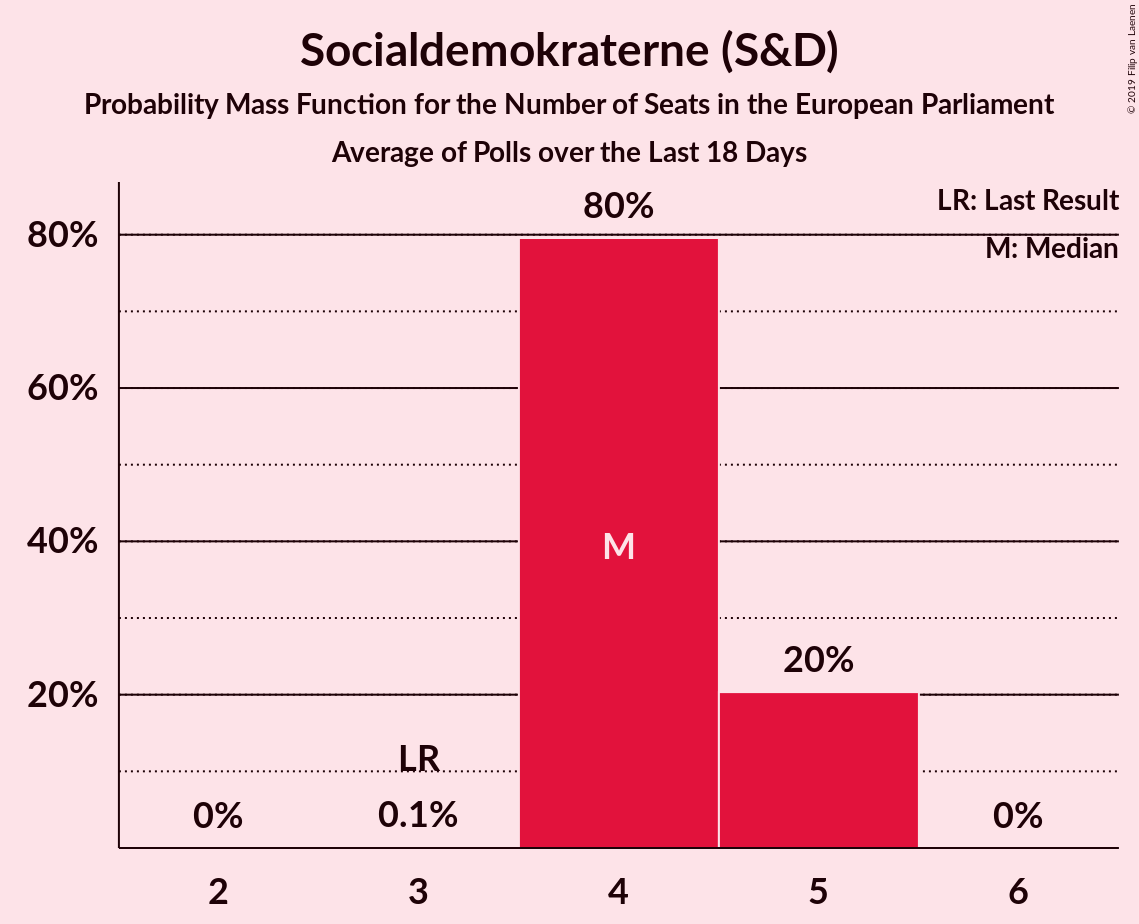 Socialdemokraterne (S&D)
Probability Mass Function for the Number of Seats in the European Parliament
Average of Polls over the Last 18 Days
© 2019 Filip van Laenen
LR: Last Result
M: Median
80%
60%
40%
20%
0%
LR
0.1%
80%
M
20%
0%
2
3
4
5
6